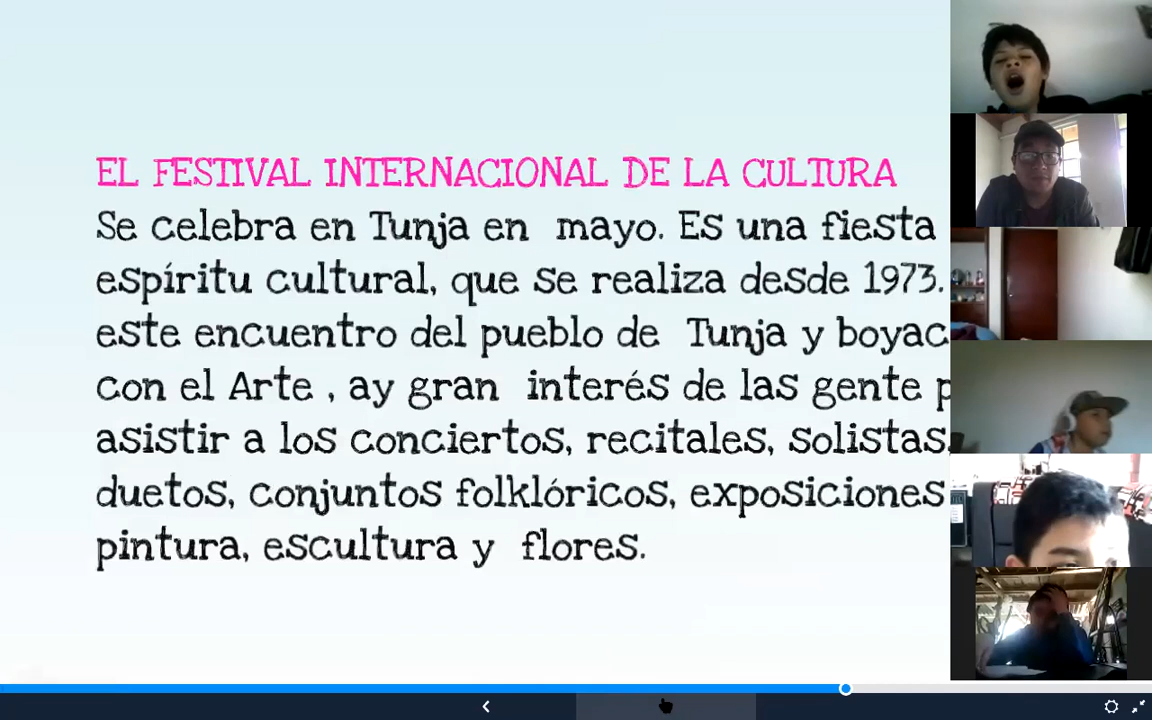 EL FESTIVAL INTERNACIONAL DE LA CULTURA
Se celebra en Tunja en mayo. Es una fiesta
espíritu cultural, que se realiza desde 1973.
este encuentro del pueblo de Tunja y
con el Arte , ay gran interés de las gente
asistir a los conciertos, recitales, solistas,
duetos, conjuntos folklóricos, exposiciones
pintura, escultura y flores.